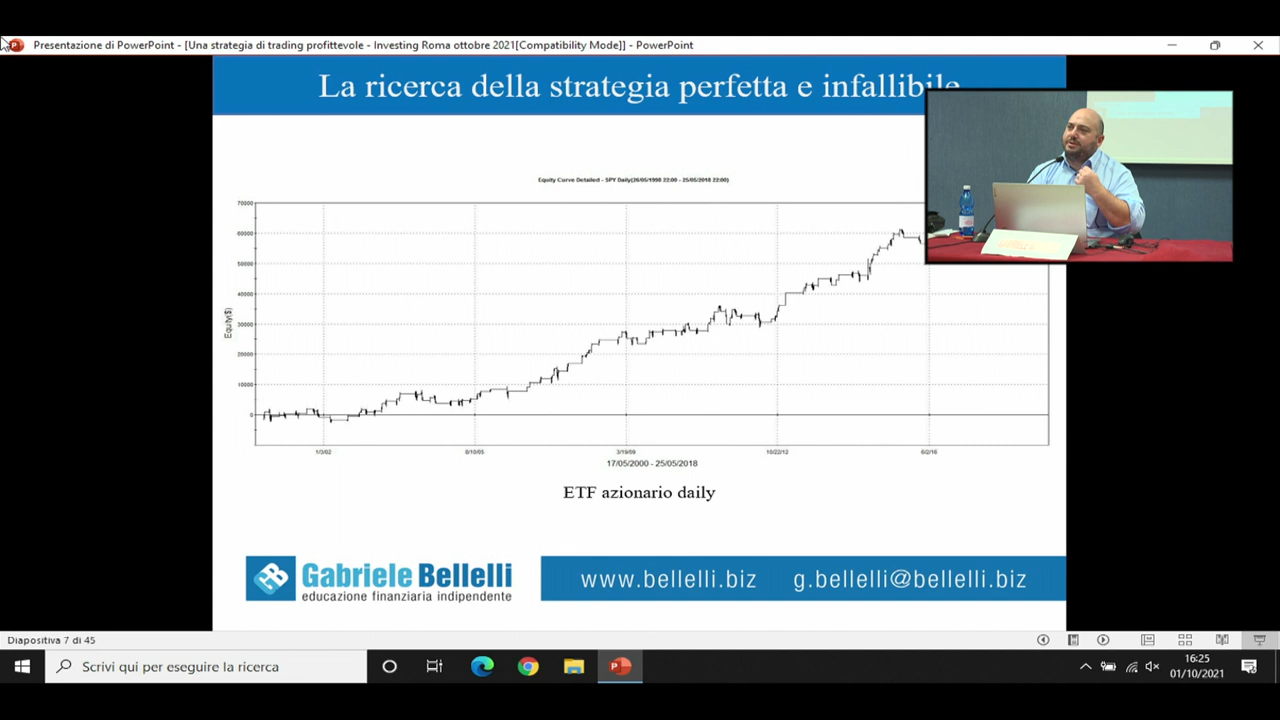 Presentazione di PowerPoint - [Una strategia di trading profittevole - Investing Roma ottobre 2021[Compatibility Mode]] - PowerPoint
La ricerca della strategia perfetta e infallibile
Equity Curve Detailed - SPY Daily(26/05/1998 22:00 - 25/05/2018 22:00)
70000
60000
50000
40000
30000
20000
10000
0
Equity($)
1/3/02
8/10/05
3/19/09
10/22/12
6/2/16
17/05/2000 - 25/05/2018
ETF azionario daily
GB
Gabriele Bellelli
educazione finanziaria indipendente
www.bellelli.biz g.bellelli@bellelli.biz
Diapositiva 7 di 45
Scrivi qui per eseguire la ricerca
16:25
01/10/2021